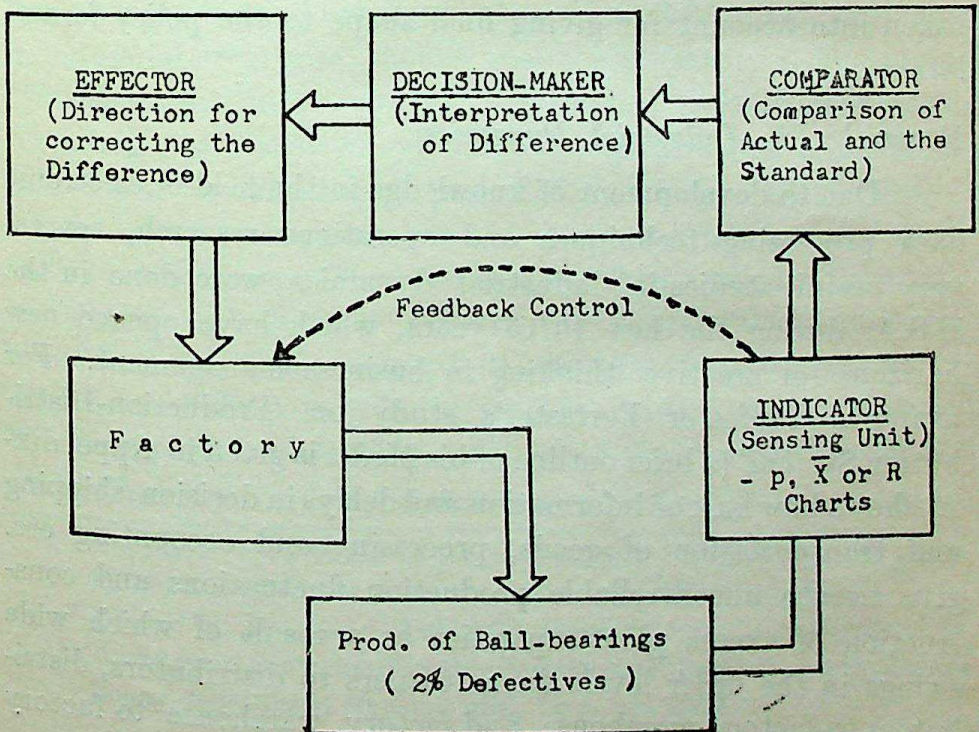 EFFECTOR
(Direction for
correcting the
Difference)
DECISION-MAKER
(Interpretation
of Difference)
COMPARATOR
(Comparison of
Actual and the
Standard)
Feedback Control
Factory
INDICATOR
(Sensing Unit)
- p, X̅ or R
Charts
Prod. of Ball-bearings
( 2% Defectives )